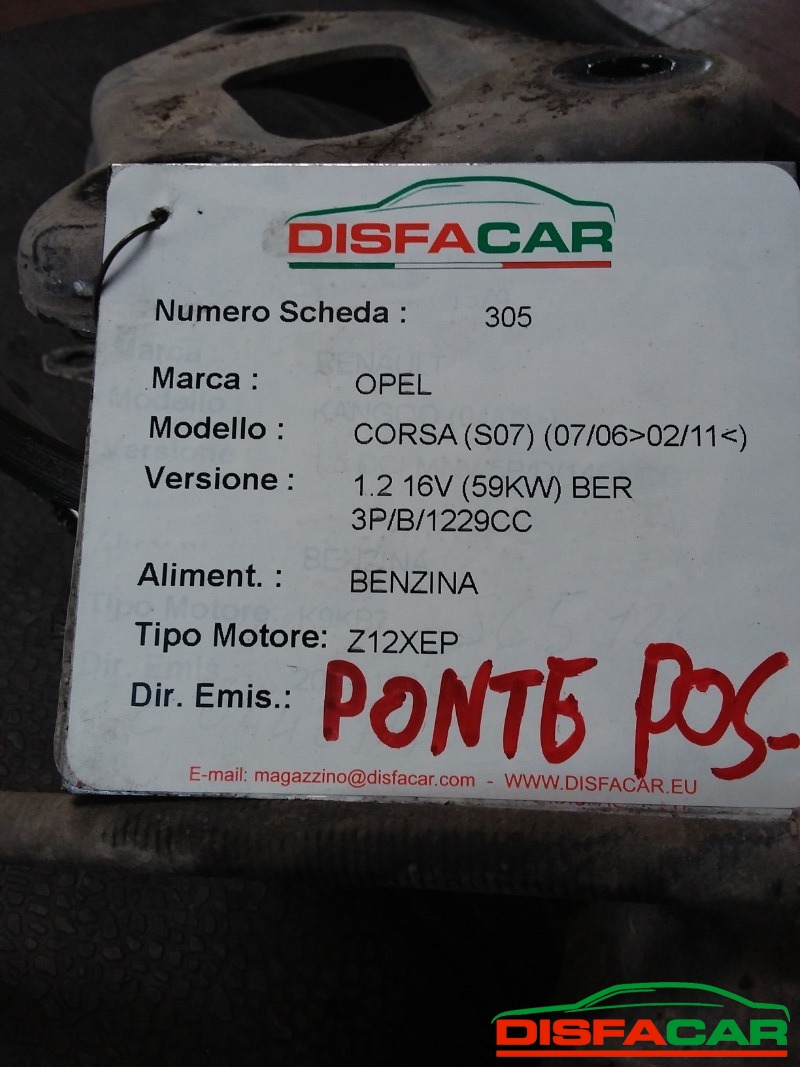 DISFACAR
Numero Scheda : 305
Marca : OPEL
Modello : CORSA (S07) (07/06>02/11<)
Versione : 1.2 16V (59KW) BER
3P/B/1229CC
Aliment. : BENZINA
Tipo Motore: Z12XEP
Dir. Emis.: PONTE POS-
E-mail: magazzino@disfacar.com - WWW.DISFACAR.EU
DISFACAR